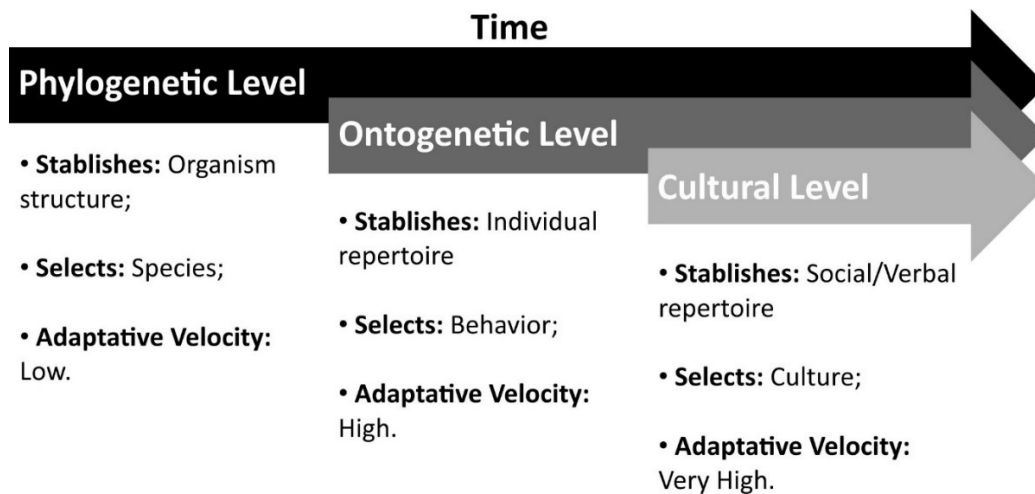 Time
Phylogenetic Level
• Stablishes: Organism
structure;
• Selects: Species;
• Adaptative Velocity:
Low.
Ontogenetic Level
• Stablishes: Individual
repertoire
• Selects: Behavior;
• Adaptative Velocity:
High.
Cultural Level
• Stablishes: Social/Verbal
repertoire
• Selects: Culture;
• Adaptative Velocity:
Very High.